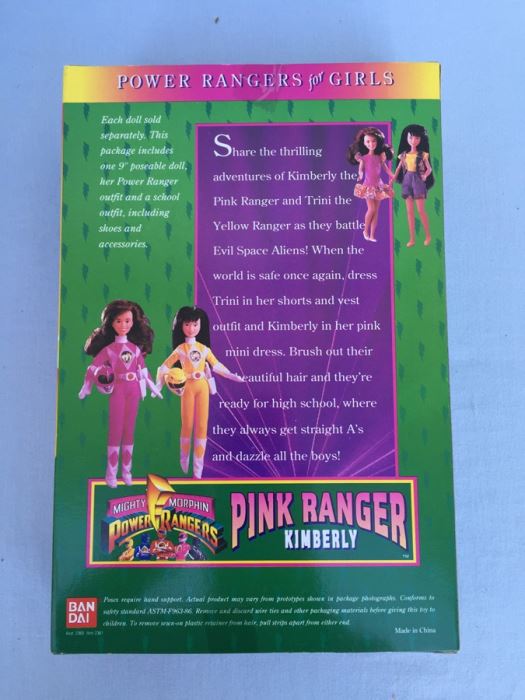 POWER RANGERS for GIRLS
Each doll sold
separately. This
package includes
one 9" poseable doll,
her Power Ranger
outfit and a school
outfit, including
shoes and
accessories.
Share the thrilling
adventures of Kimberly the
Pink Ranger and Trini the
Yellow Ranger as they battle
Evil Space Aliens! When the
world is safe once again, dress
Trini in her shorts and vest
outfit and Kimberly in her pink
mini dress. Brush out their
beautiful hair and they're
ready for high school, where
they always get straight A's
and dazzle all the boys!
MIGHTY MORPHIN
POWER RANGERS
PINK RANGER
KIMBERLY
TM
BAN
DAI
Poses require hand support. Actual product may vary from prototypes shown in package photographs. Conforms to
safety standard ASTM-F963-86. Remove and discard wire ties and other packaging materials before giving this toy to
children. To remove sewn-on plastic retainer from hair, pull strips apart from either end.
Made in China